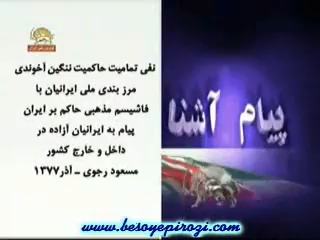 نفی تمامیت حاکمیت ننگین آخوندی
مرز بندی ملی ایرانیان با
فاشیسم مذهبی حاکم بر ایران
پیام به ایرانیان آزاده در
داخل و خارج کشور
مسعود رجوی - آذر ۱۳۷۷
پیام آشنا
www.besoyepirozi.com